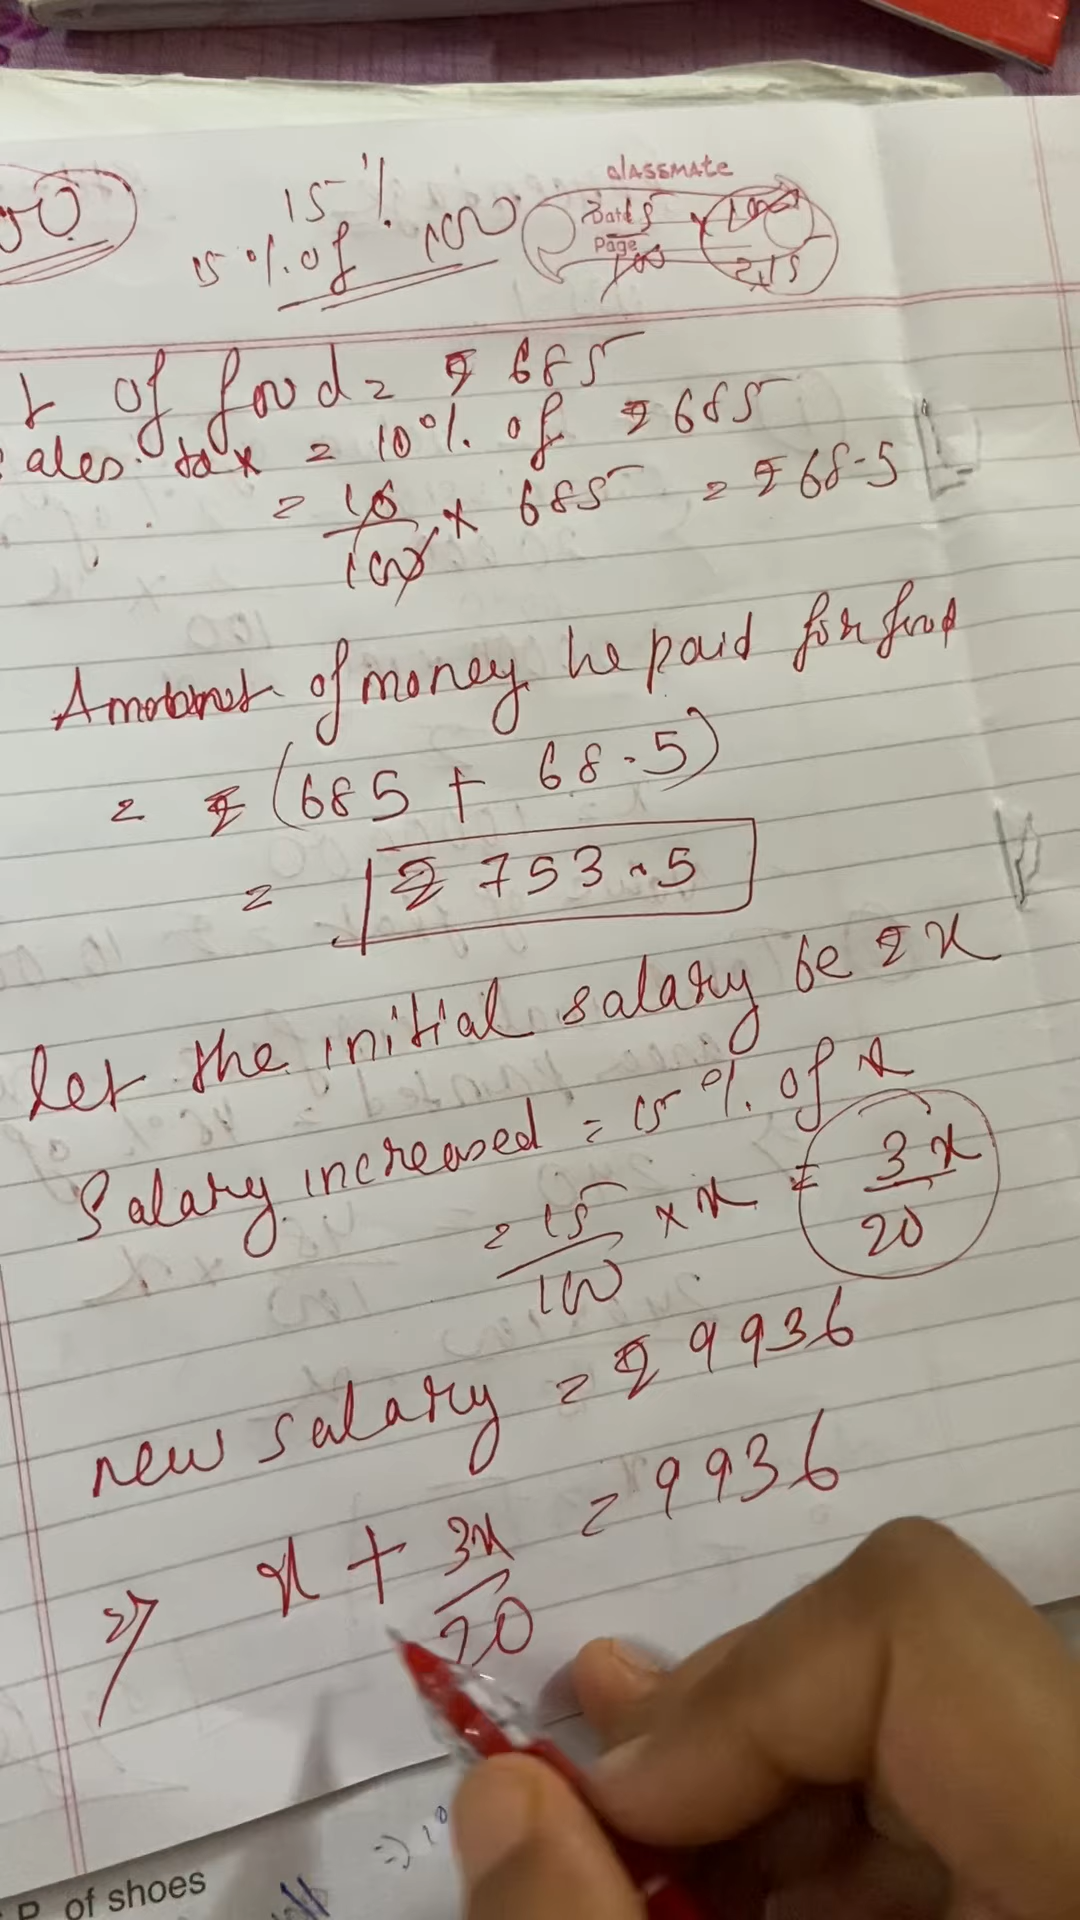 15%
15% of 100
classmate
Date
Page
t of food = ₹ 685
ales tax = 10% of ₹ 685
= 10/100 × 685 = ₹ 68.5
Amount of money he paid for food
= ₹ (685 + 68.5)
= ₹ 753.5
let the initial salary be ₹ x
Salary increased = 15% of x
= 15/100 × x = 3x/20
new salary = ₹ 9936
⇒ x + 3x/20 = 9936
P. of shoes